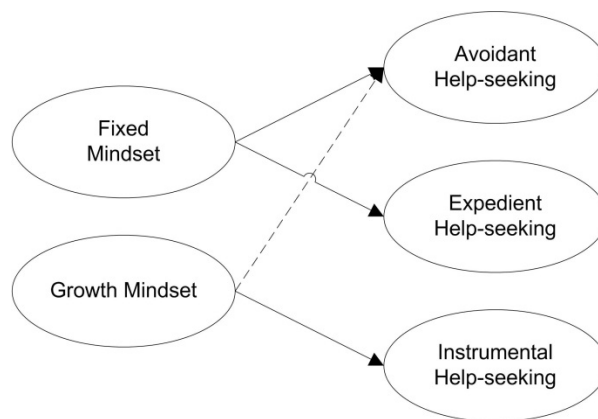 Avoidant
Help-seeking
Fixed
Mindset
Expedient
Help-seeking
Growth Mindset
Instrumental
Help-seeking